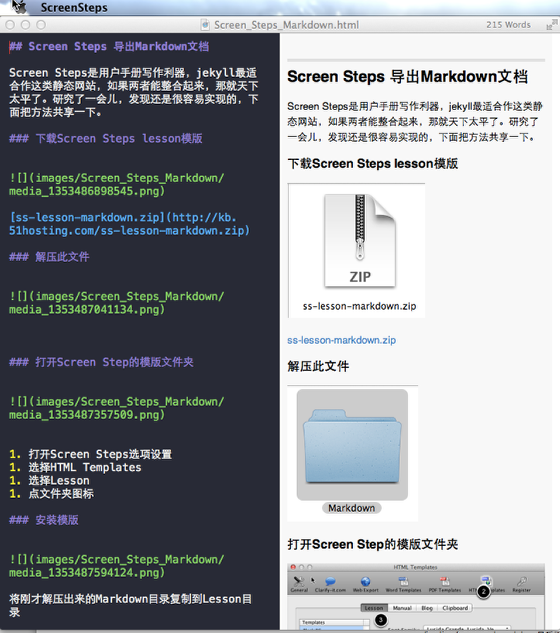 ScreenSteps
Screen_Steps_Markdown.html
215 Words
## Screen Steps 导出Markdown文档
Screen Steps是用户手册写作利器，jekyll最适
合作这类静态网站，如果两者能整合起来，那就天下
太平了。研究了一会儿，发现还是很容易实现的，下
面把方法共享一下。
### 下载Screen Steps lesson模版
![](images/Screen_Steps_Markdown/
media_1353486898545.png)
[ss-lesson-markdown.zip](http://kb.
51hosting.com/ss-lesson-markdown.zip)
### 解压此文件
![](images/Screen_Steps_Markdown/
media_1353487041134.png)
### 打开Screen Step的模版文件夹
![](images/Screen_Steps_Markdown/
media_1353487357509.png)
1. 打开Screen Steps选项设置
1. 选择HTML Templates
1. 选择Lesson
1. 点文件夹图标
### 安装模版
![](images/Screen_Steps_Markdown/
media_1353487594124.png)
将刚才解压出来的Markdown目录复制到Lesson目
录
Screen Steps 导出Markdown文档
Screen Steps是用户手册写作利器，jekyll最适合作这类静
态网站，如果两者能整合起来，那就天下太平了。研究了
一会儿，发现还是很容易实现的，下面把方法共享一下。
下载Screen Steps lesson模版
ZIP
ss-lesson-markdown.zip
ss-lesson-markdown.zip
解压此文件
Markdown
打开Screen Step的模版文件夹
HTML Templates
General Clarify-it.com Web Export Word Templates PDF Templates Register
2
Lesson Manual Blog Clipboard
3
Templates